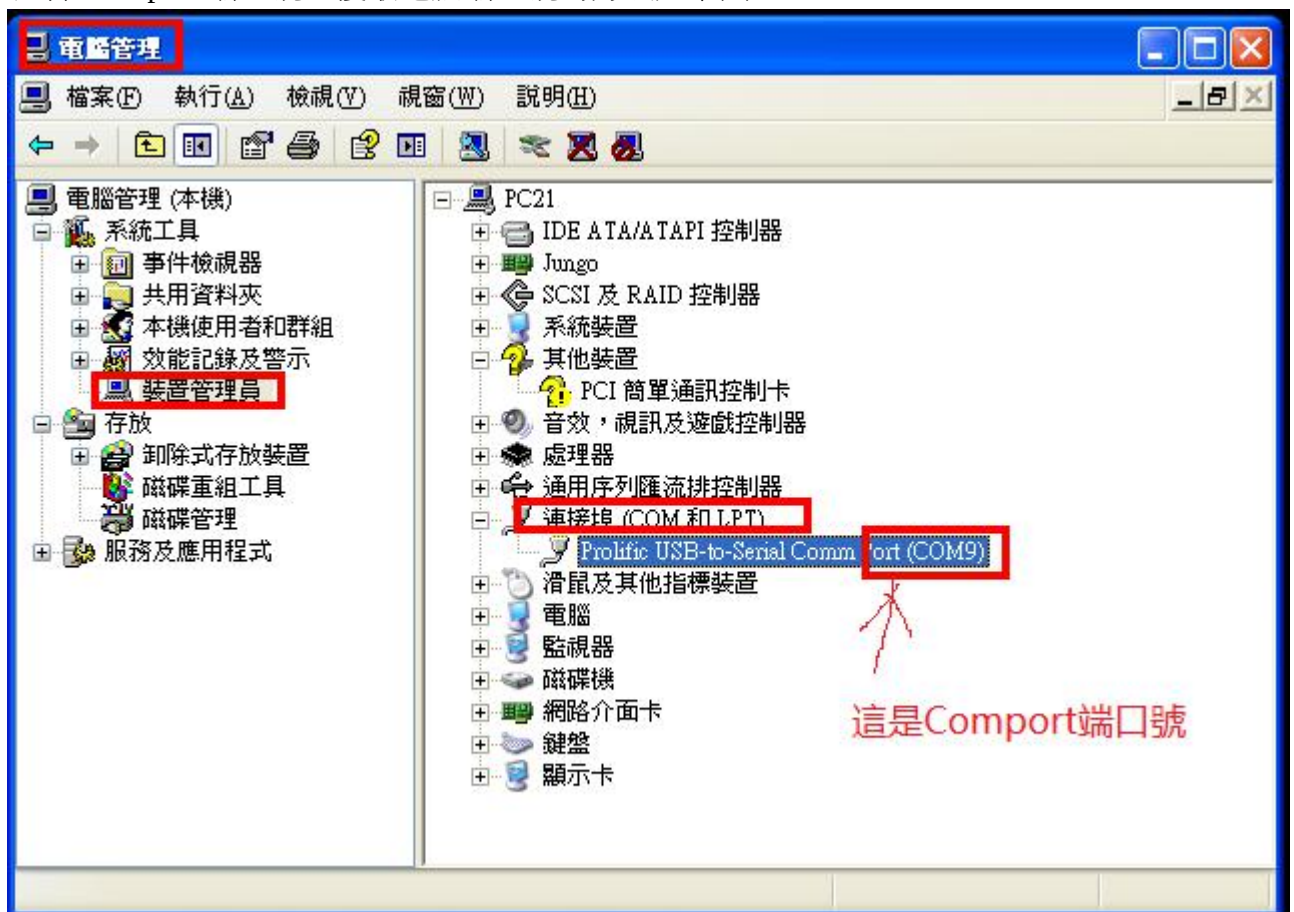 電腦管理
檔案(F) 執行(A) 檢視(V) 視窗(W) 說明(H)
電腦管理 (本機)
系統工具
事件檢視器
共用資料夾
本機使用者和群組
效能記錄及警示
裝置管理員
存放
卸除式存放裝置
磁碟重組工具
磁碟管理
服務及應用程式
PC21
IDE ATA/ATAPI 控制器
Jungo
SCSI 及 RAID 控制器
系統裝置
其他裝置
PCI 簡單通訊控制卡
音效，視訊及遊戲控制器
處理器
通用序列匯流排控制器
連接埠 (COM 和 LPT)
Prolific USB-to-Serial Comm Port (COM9)
滑鼠及其他指標裝置
電腦
監視器
磁碟機
網路介面卡
鍵盤
顯示卡
這是Comport端口號